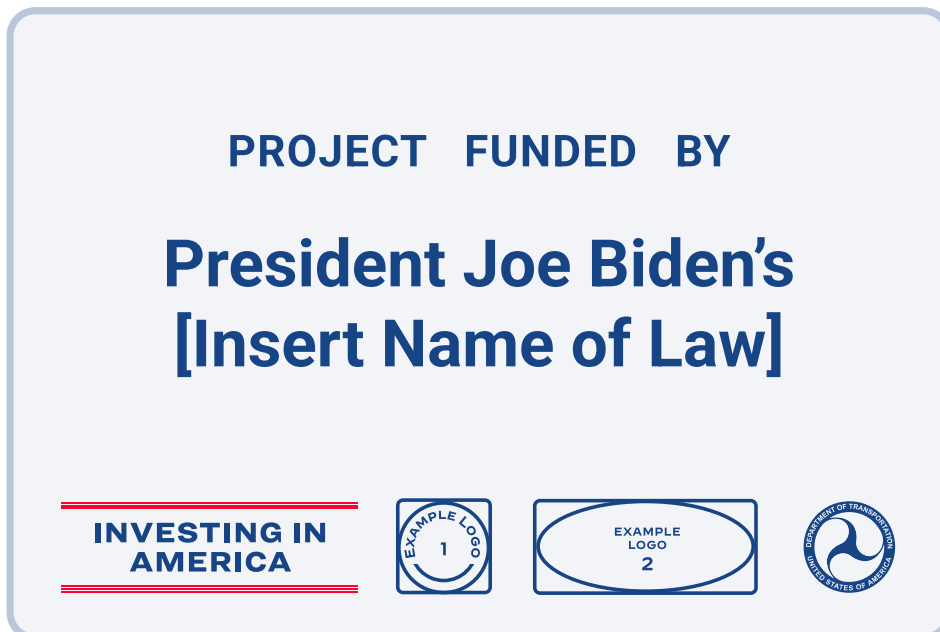 PROJECT FUNDED BY
President Joe Biden’s
[Insert Name of Law]
INVESTING IN
AMERICA
EXAMPLE LOGO
1
EXAMPLE
LOGO
2
DEPARTMENT OF TRANSPORTATION
UNITED STATES OF AMERICA